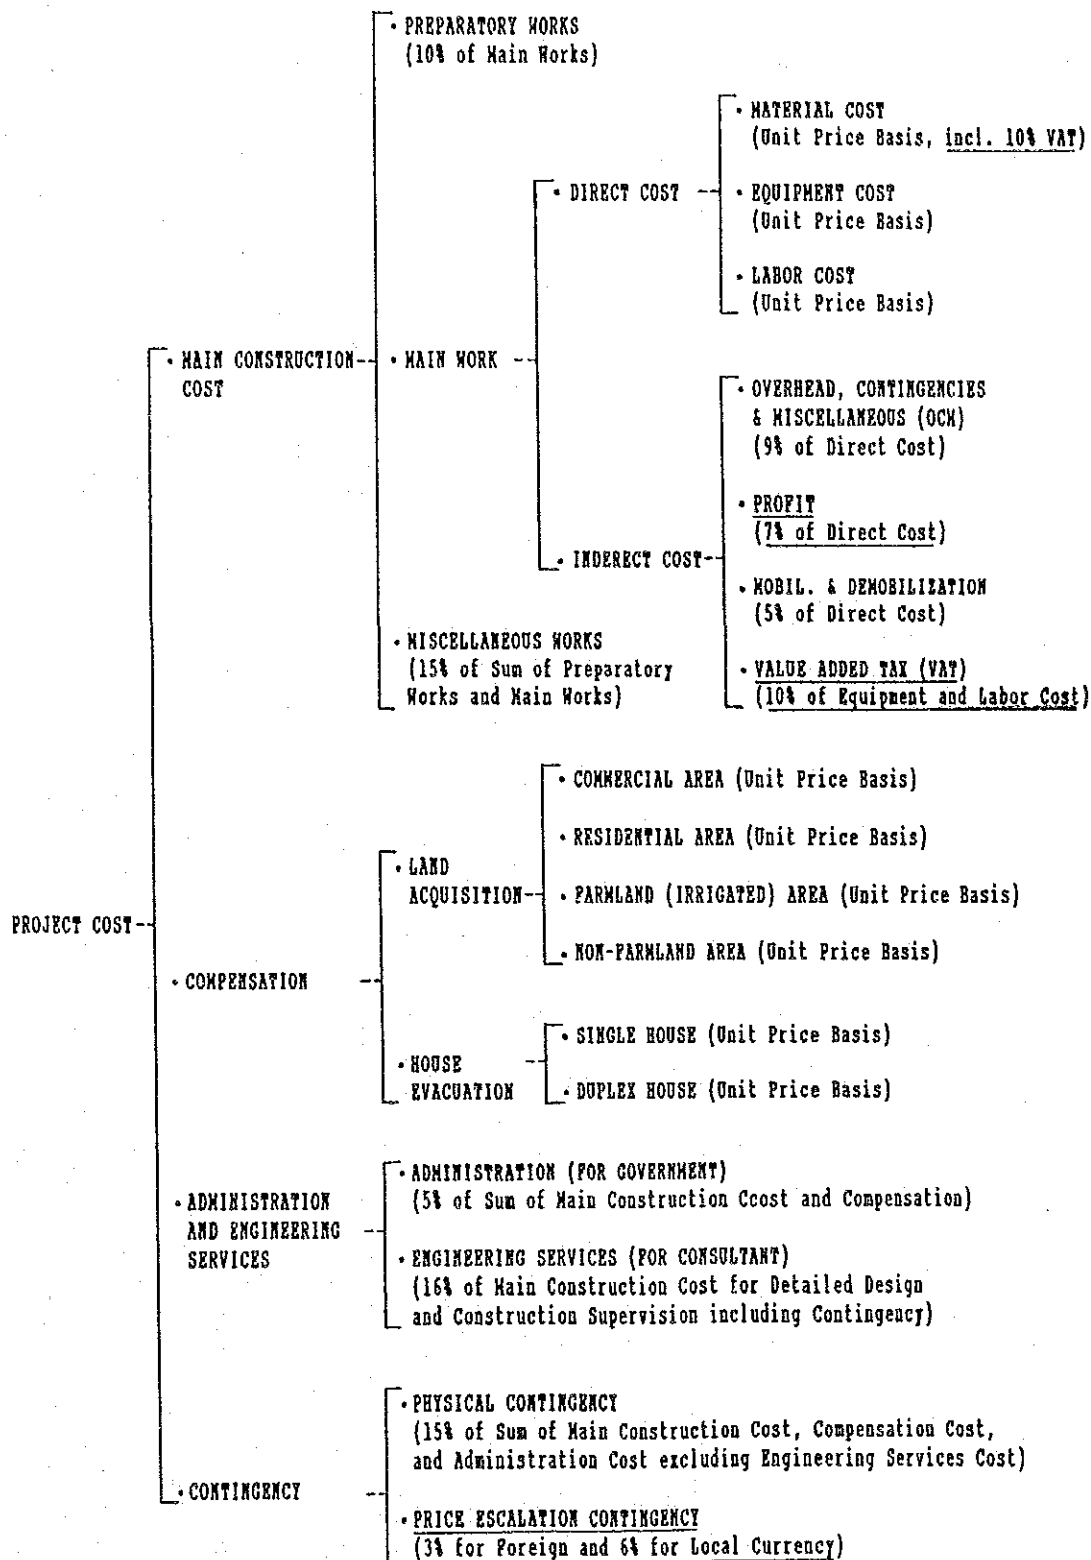 • PREPARATORY WORKS
(10% of Main Works)
• MATERIAL COST
(Unit Price Basis, incl. 10% VAT)
• DIRECT COST
• EQUIPMENT COST
(Unit Price Basis)
• LABOR COST
(Unit Price Basis)
• MAIN CONSTRUCTION
COST
• MAIN WORK
• OVERHEAD, CONTINGENCIES
& MISCELLANEOUS (OCM)
(9% of Direct Cost)
• PROFIT
(7% of Direct Cost)
• INDERECT COST
• MOBIL. & DEMOBILIZATION
(5% of Direct Cost)
• MISCELLANEOUS WORKS
(15% of Sum of Preparatory
Works and Main Works)
• VALUE ADDED TAX (VAT)
(10% of Equipment and Labor Cost)
• COMMERCIAL AREA (Unit Price Basis)
• RESIDENTIAL AREA (Unit Price Basis)
• LAND
ACQUISITION
• FARMLAND (IRRIGATED) AREA (Unit Price Basis)
PROJECT COST
• NON-FARMLAND AREA (Unit Price Basis)
• COMPENSATION
• SINGLE HOUSE (Unit Price Basis)
• HOUSE
EVACUATION
• DUPLEX HOUSE (Unit Price Basis)
• ADMINISTRATION (FOR GOVERNMENT)
(5% of Sum of Main Construction Ccost and Compensation)
• ADMINISTRATION
AND ENGINEERING
SERVICES
• ENGINEERING SERVICES (FOR CONSULTANT)
(16% of Main Construction Cost for Detailed Design
and Construction Supervision including Contingency)
• PHYSICAL CONTINGENCY
(15% of Sum of Main Construction Cost, Compensation Cost,
and Administration Cost excluding Engineering Services Cost)
• CONTINGENCY
• PRICE ESCALATION CONTINGENCY
(3% for Foreign and 6% for Local Currency)